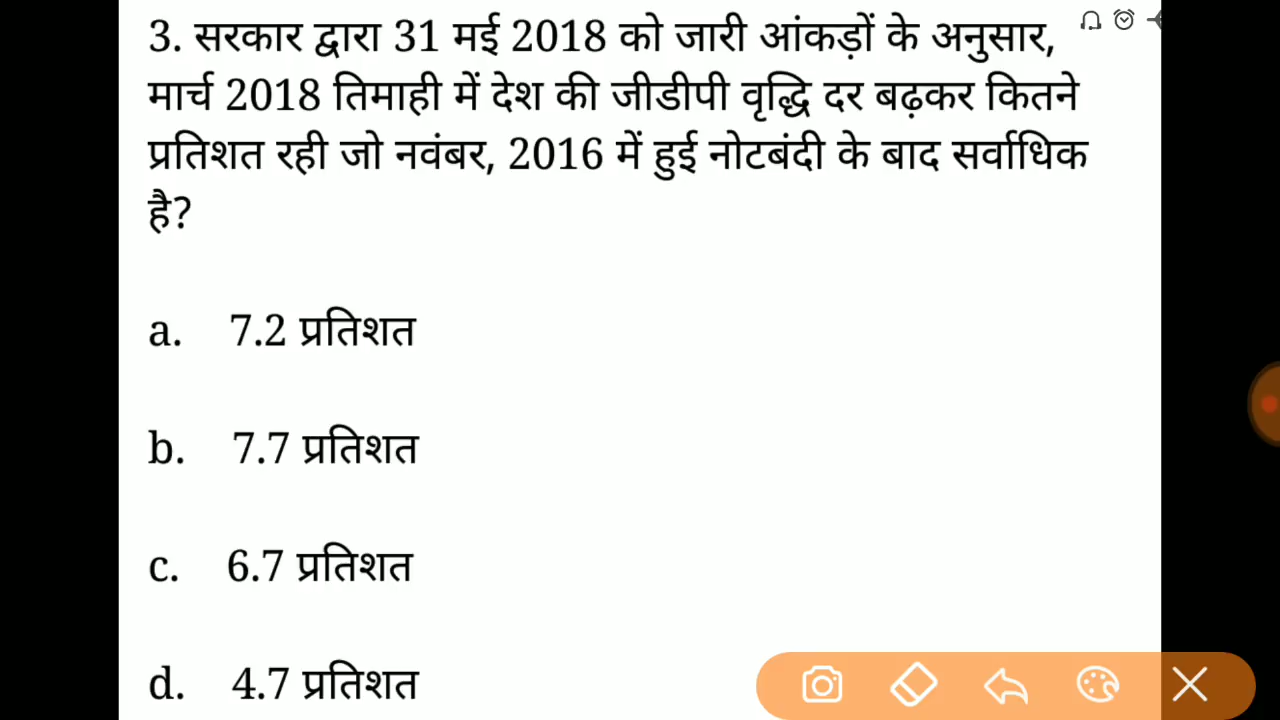 3. सरकार द्वारा 31 मई 2018 को जारी आंकड़ों के अनुसार,
मार्च 2018 तिमाही में देश की जीडीपी वृद्धि दर बढ़कर कितने
प्रतिशत रही जो नवंबर, 2016 में हुई नोटबंदी के बाद सर्वाधिक
है?
a. 7.2 प्रतिशत
b. 7.7 प्रतिशत
c. 6.7 प्रतिशत
d. 4.7 प्रतिशत